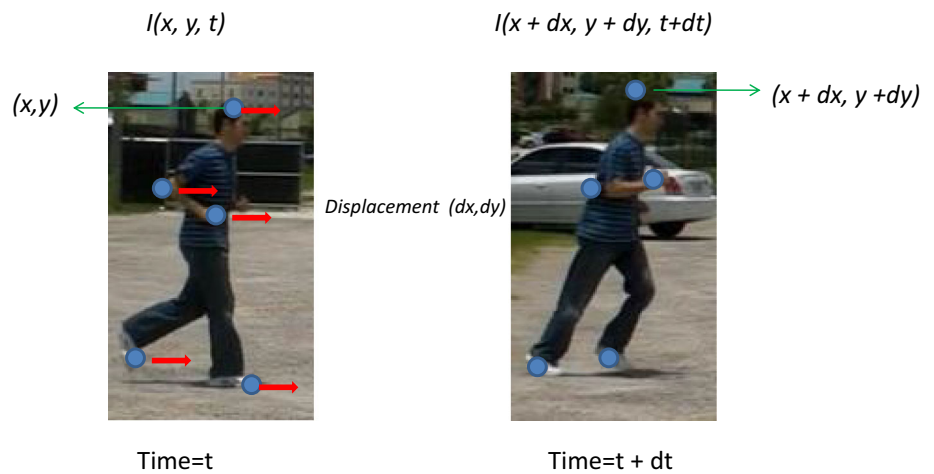 I(x, y, t)
I(x + dx, y + dy, t+dt)
(x,y)
(x + dx, y +dy)
Displacement (dx,dy)
Time=t
Time=t + dt